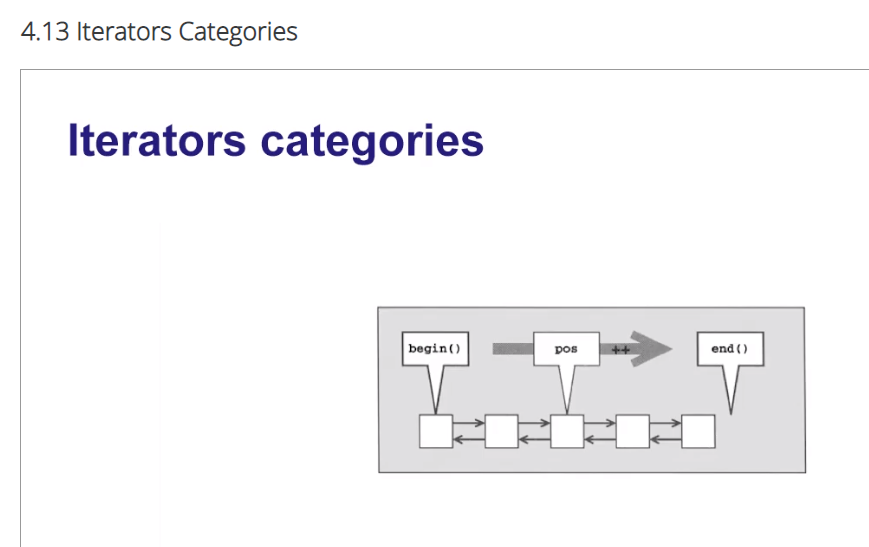 4.13 Iterators Categories
Iterators categories
begin() pos ++ end()